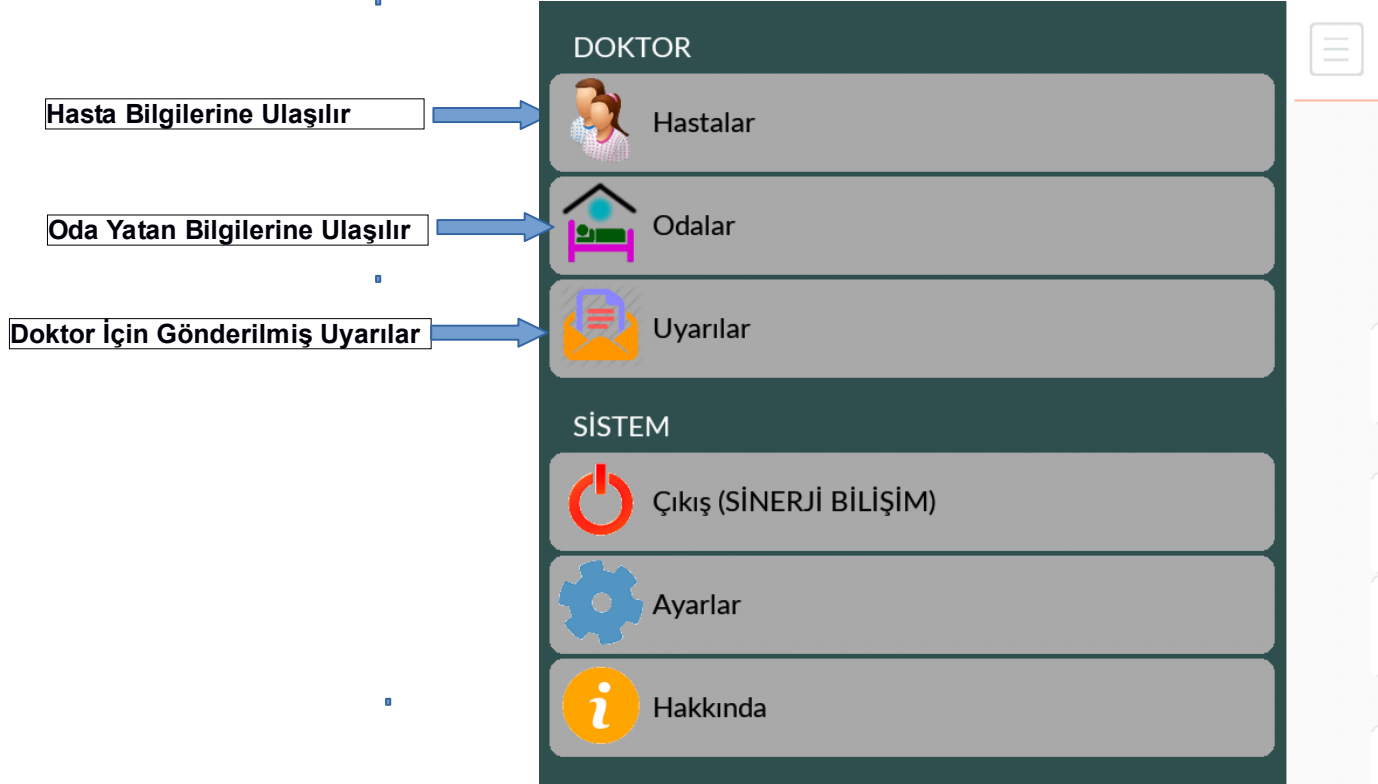 DOKTOR
Hasta Bilgilerine Ulaşılır
Hastalar
Oda Yatan Bilgilerine Ulaşılır
Odalar
Doktor İçin Gönderilmiş Uyarılar
Uyarılar
SİSTEM
Çıkış (SİNERJİ BİLİŞİM)
Ayarlar
Hakkında